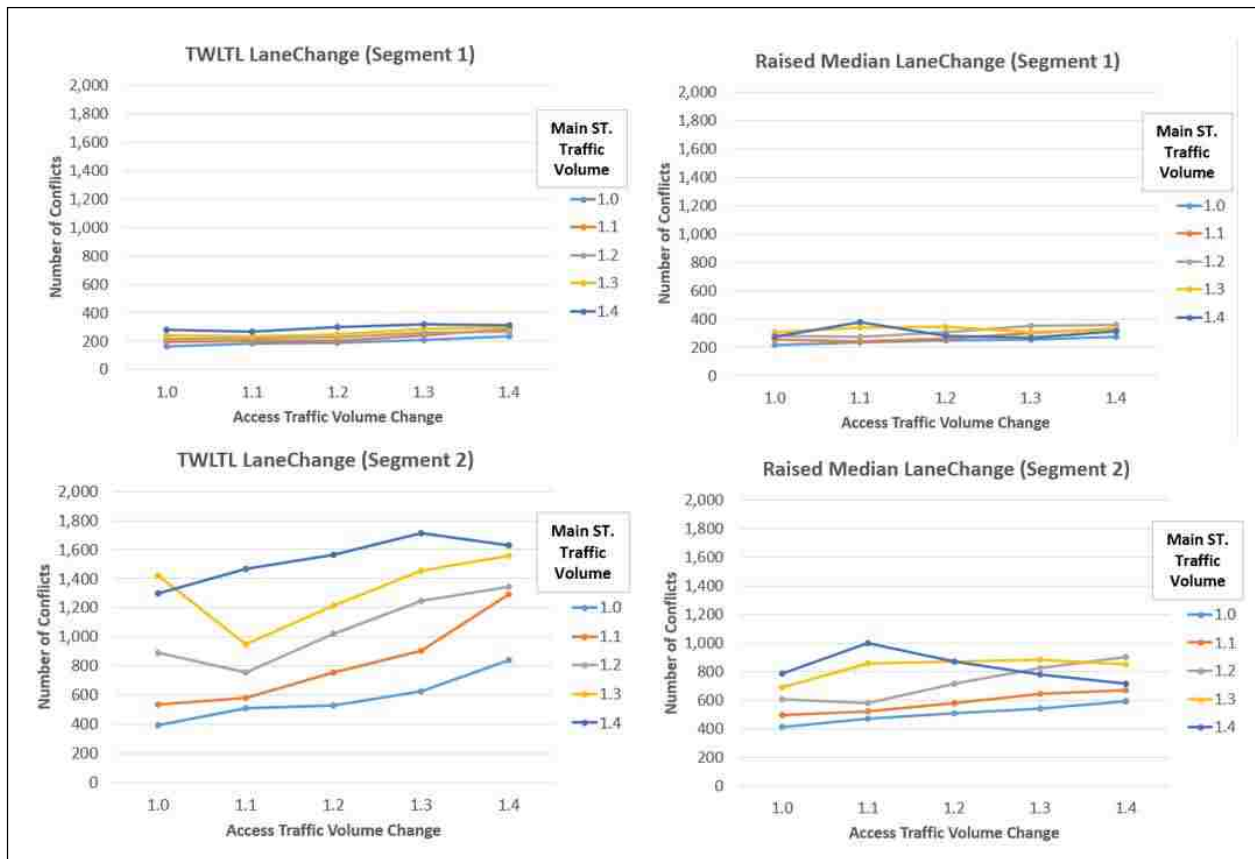 TWLTL LaneChange (Segment 1)
Number of Conflicts
2,000
1,800
1,600
1,400
1,200
1,000
800
600
400
200
0
1.0 1.1 1.2 1.3 1.4
Access Traffic Volume Change
Main ST.
Traffic
Volume
1.0
1.1
1.2
1.3
1.4
Raised Median LaneChange (Segment 1)
Number of Conflicts
2,000
1,800
1,600
1,400
1,200
1,000
800
600
400
200
0
1.0 1.1 1.2 1.3 1.4
Access Traffic Volume Change
Main ST.
Traffic
Volume
1.0
1.1
1.2
1.3
1.4
TWLTL LaneChange (Segment 2)
Number of Conflicts
2,000
1,800
1,600
1,400
1,200
1,000
800
600
400
200
0
1.0 1.1 1.2 1.3 1.4
Access Traffic Volume Change
Main ST.
Traffic
Volume
1.0
1.1
1.2
1.3
1.4
Raised Median LaneChange (Segment 2)
Number of Conflicts
2,000
1,800
1,600
1,400
1,200
1,000
800
600
400
200
0
1.0 1.1 1.2 1.3 1.4
Access Traffic Volume Change
Main ST.
Traffic
Volume
1.0
1.1
1.2
1.3
1.4